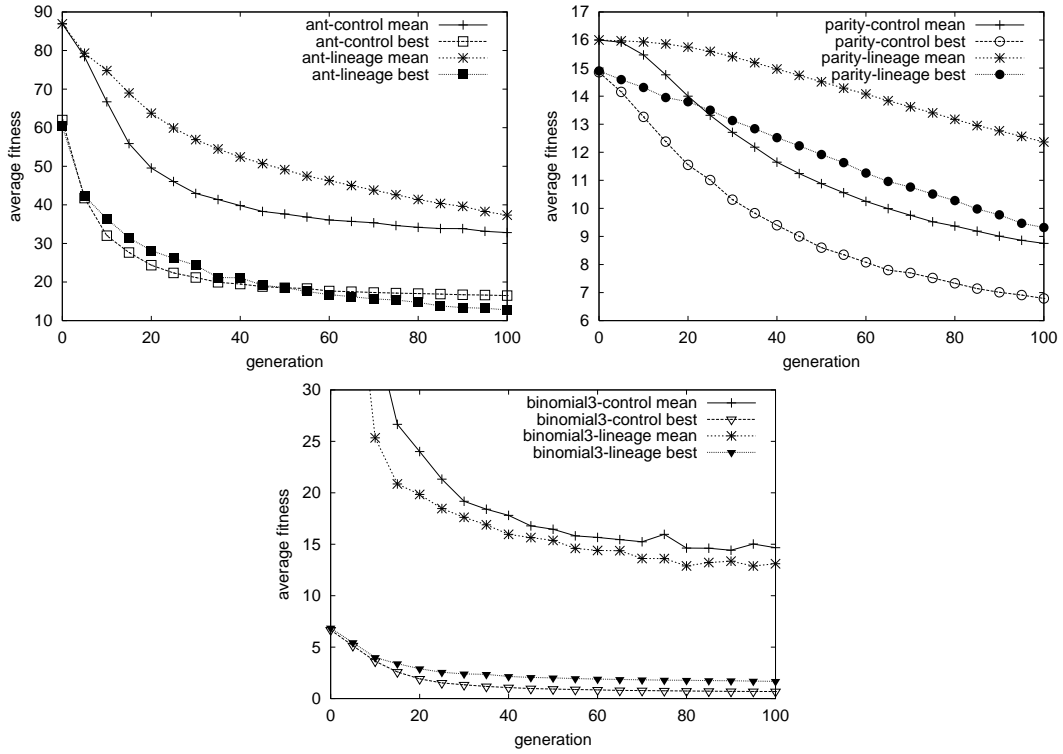 90
80
70
60
50
40
30
20
10
0 20 40 60 80 100
average fitness
generation
ant-control mean
ant-control best
ant-lineage mean
ant-lineage best
17
16
15
14
13
12
11
10
9
8
7
6
0 20 40 60 80 100
average fitness
generation
parity-control mean
parity-control best
parity-lineage mean
parity-lineage best
30
25
20
15
10
5
0
0 20 40 60 80 100
average fitness
generation
binomial3-control mean
binomial3-control best
binomial3-lineage mean
binomial3-lineage best